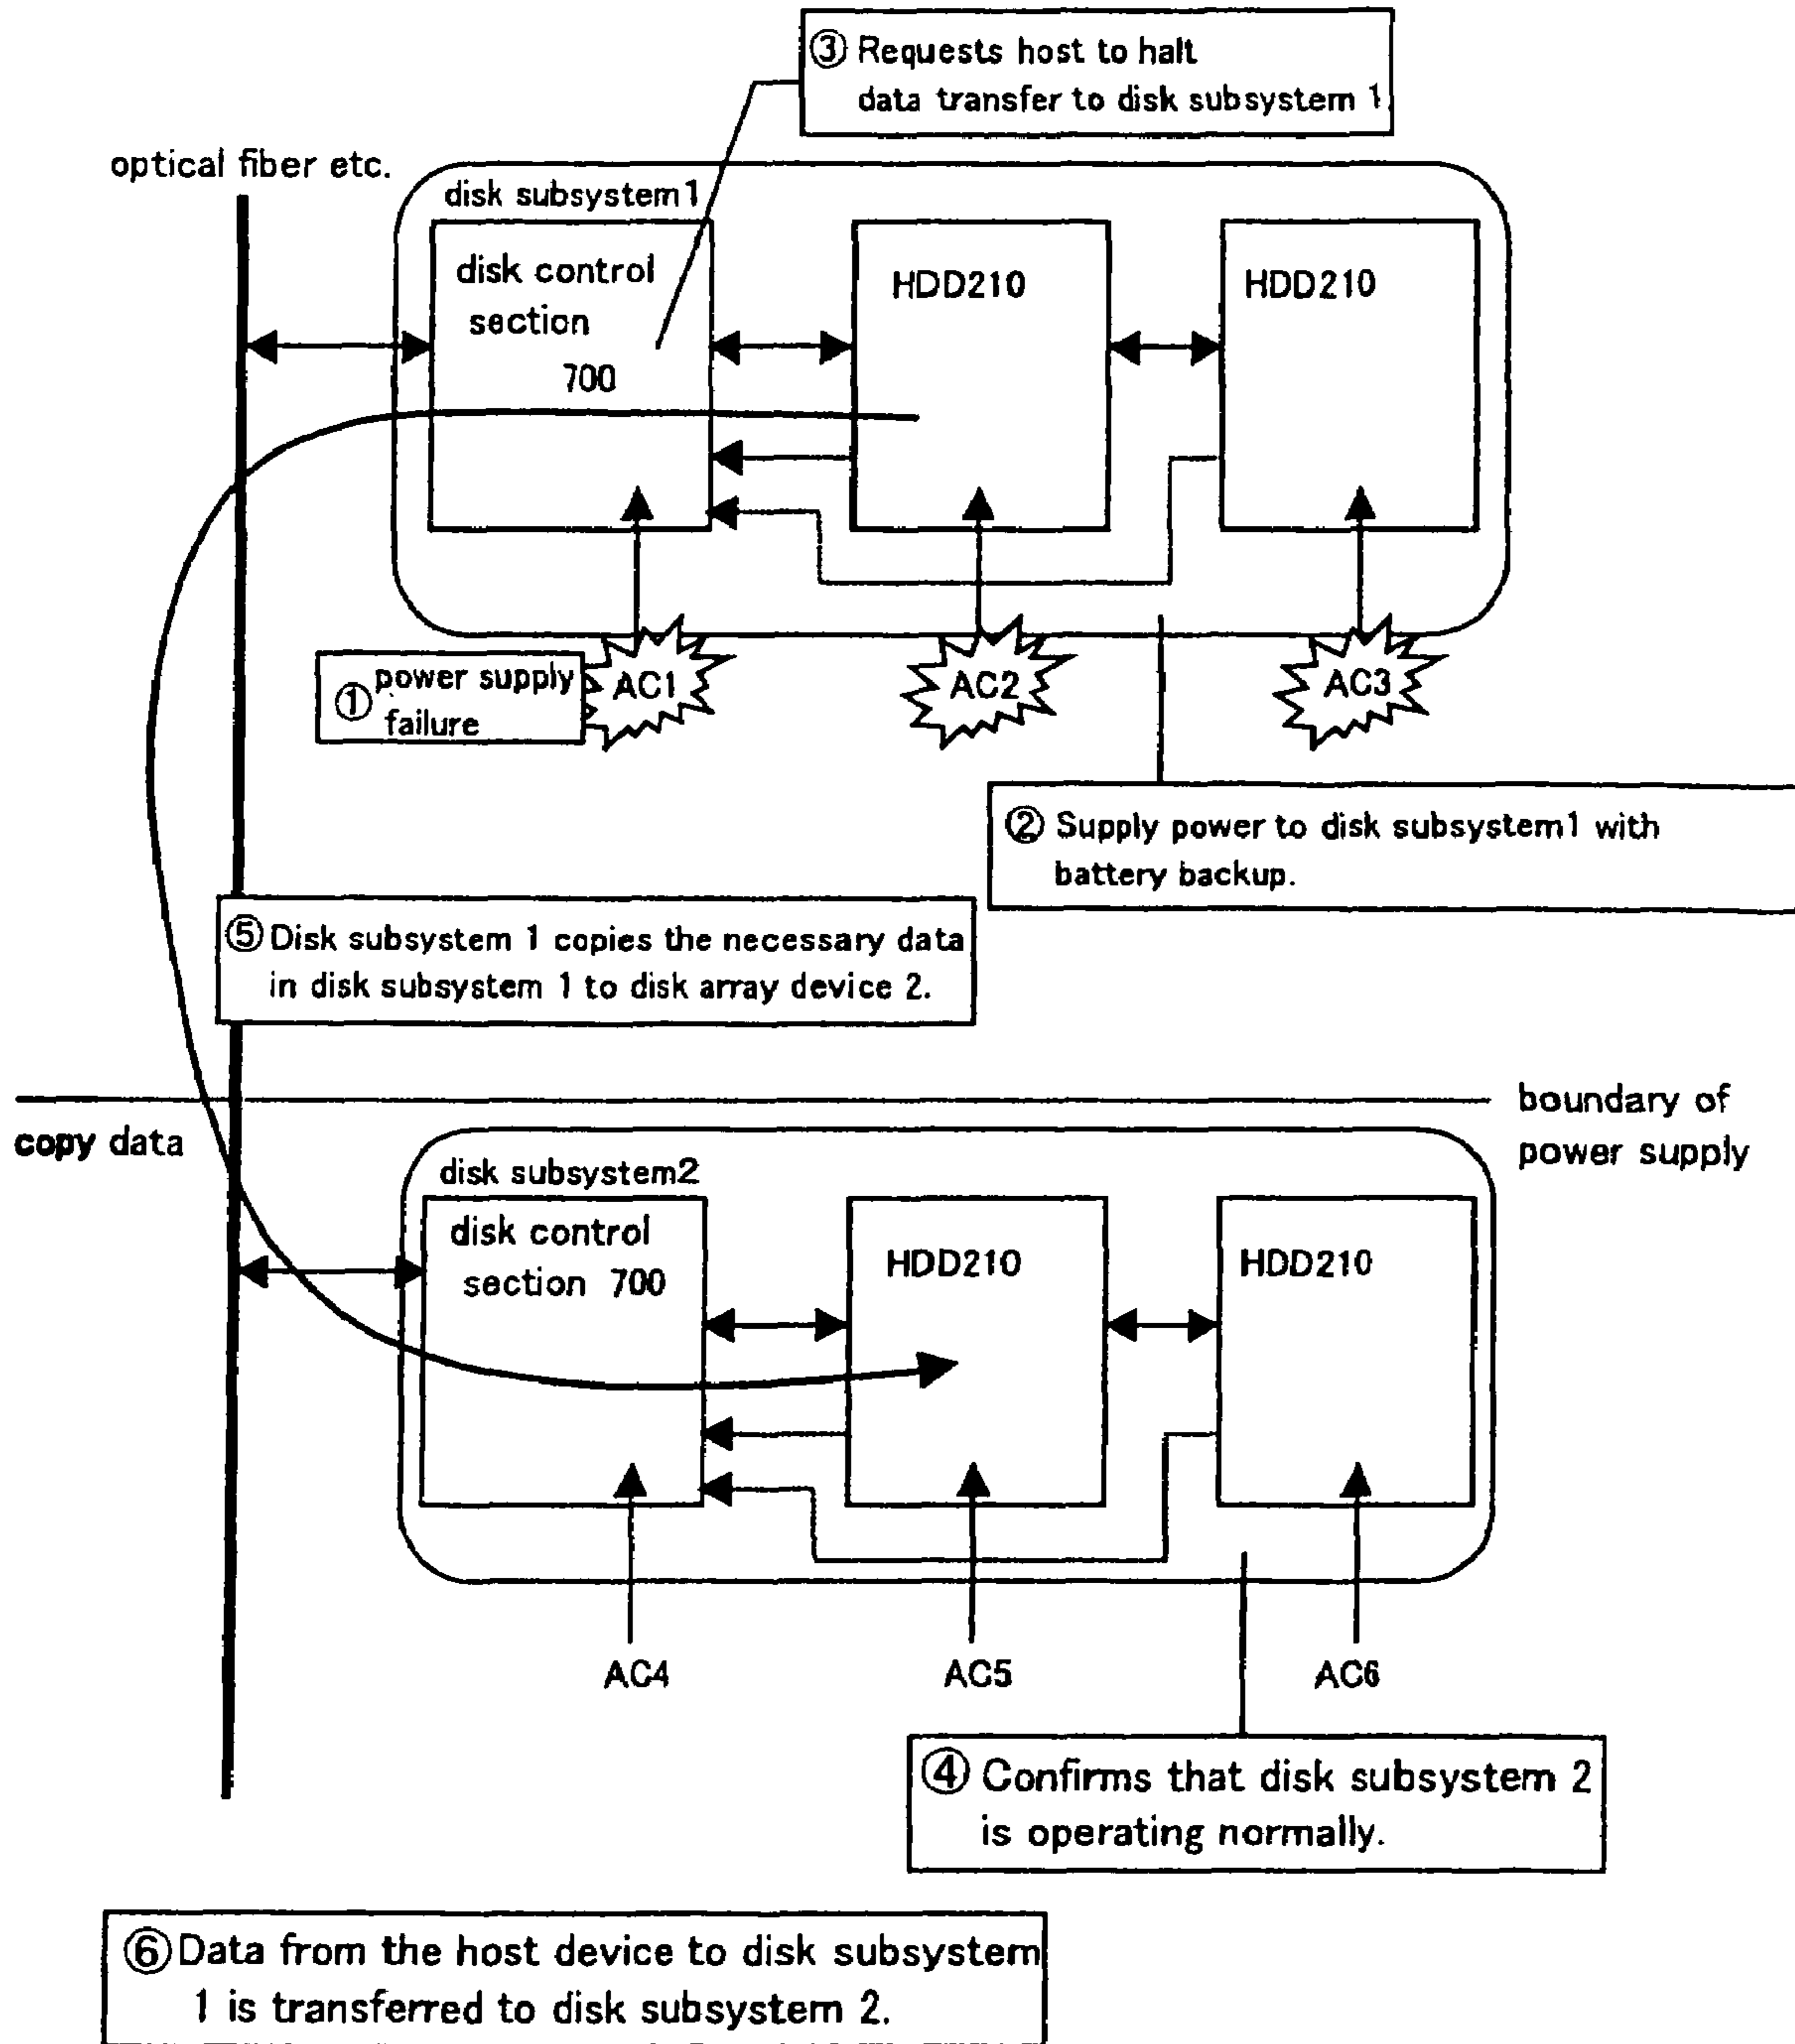 ③ Requests host to halt
data transfer to disk subsystem 1
optical fiber etc.
disk subsystem1
disk control
section
700
HDD210
HDD210
① power supply
failure
AC1
AC2
AC3
② Supply power to disk subsystem1 with
battery backup.
⑤ Disk subsystem 1 copies the necessary data
in disk subsystem 1 to disk array device 2.
boundary of
power supply
copy data
disk subsystem2
disk control
section 700
HDD210
HDD210
AC4
AC5
AC6
④ Confirms that disk subsystem 2
is operating normally.
⑥ Data from the host device to disk subsystem
1 is transferred to disk subsystem 2.